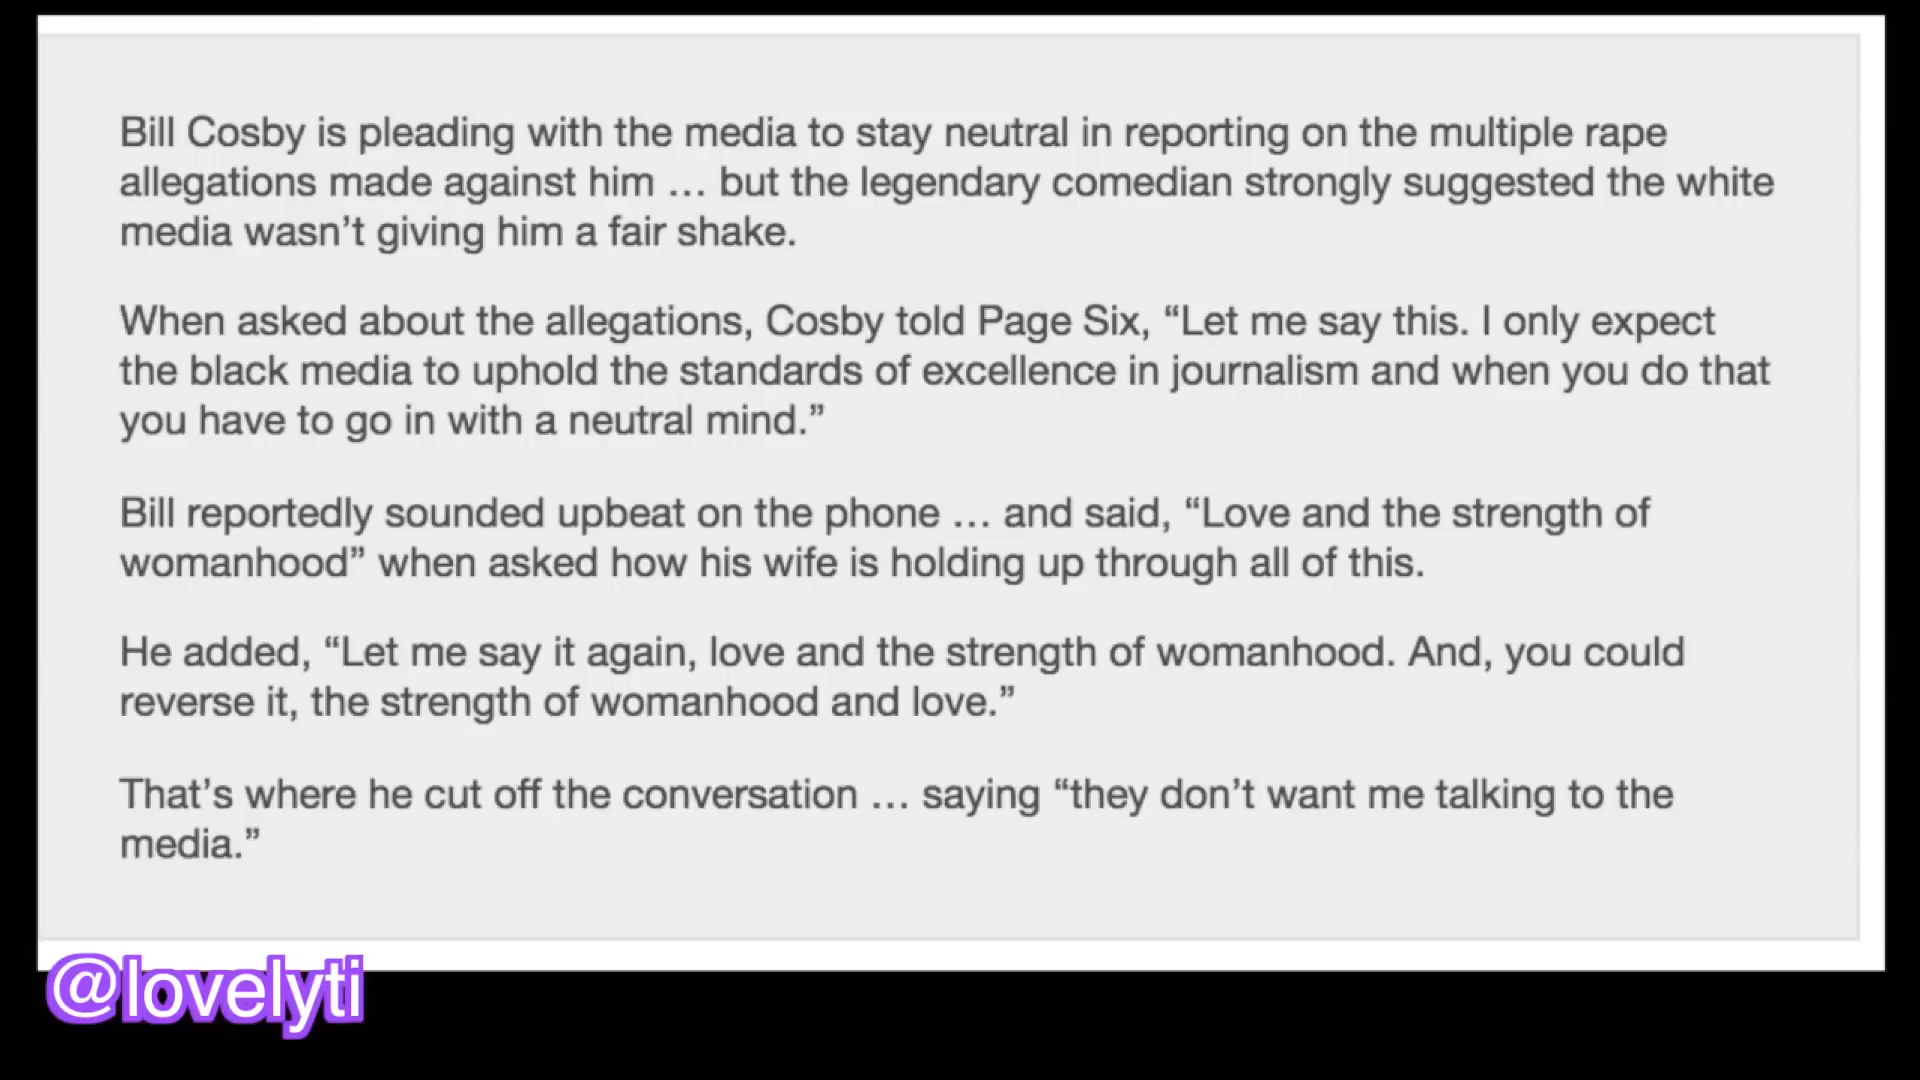 Bill Cosby is pleading with the media to stay neutral in reporting on the multiple rape
allegations made against him … but the legendary comedian strongly suggested the white
media wasn’t giving him a fair shake.
When asked about the allegations, Cosby told Page Six, “Let me say this. I only expect
the black media to uphold the standards of excellence in journalism and when you do that
you have to go in with a neutral mind.”
Bill reportedly sounded upbeat on the phone … and said, “Love and the strength of
womanhood” when asked how his wife is holding up through all of this.
He added, “Let me say it again, love and the strength of womanhood. And, you could
reverse it, the strength of womanhood and love.”
That’s where he cut off the conversation … saying “they don’t want me talking to the
media.”
@lovelyti